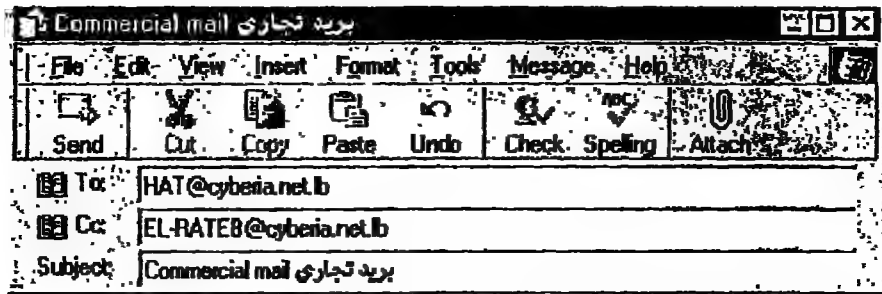 Commercial mail بريد تجاري
File Edit View Insert Format Tools Message Help
Send Cut Copy Paste Undo Check Spelling Attach
To: HAT@cyberia.net.lb
Cc: EL-RATEB@cyberia.net.lb
Subject: Commercial mail بريد تجاري